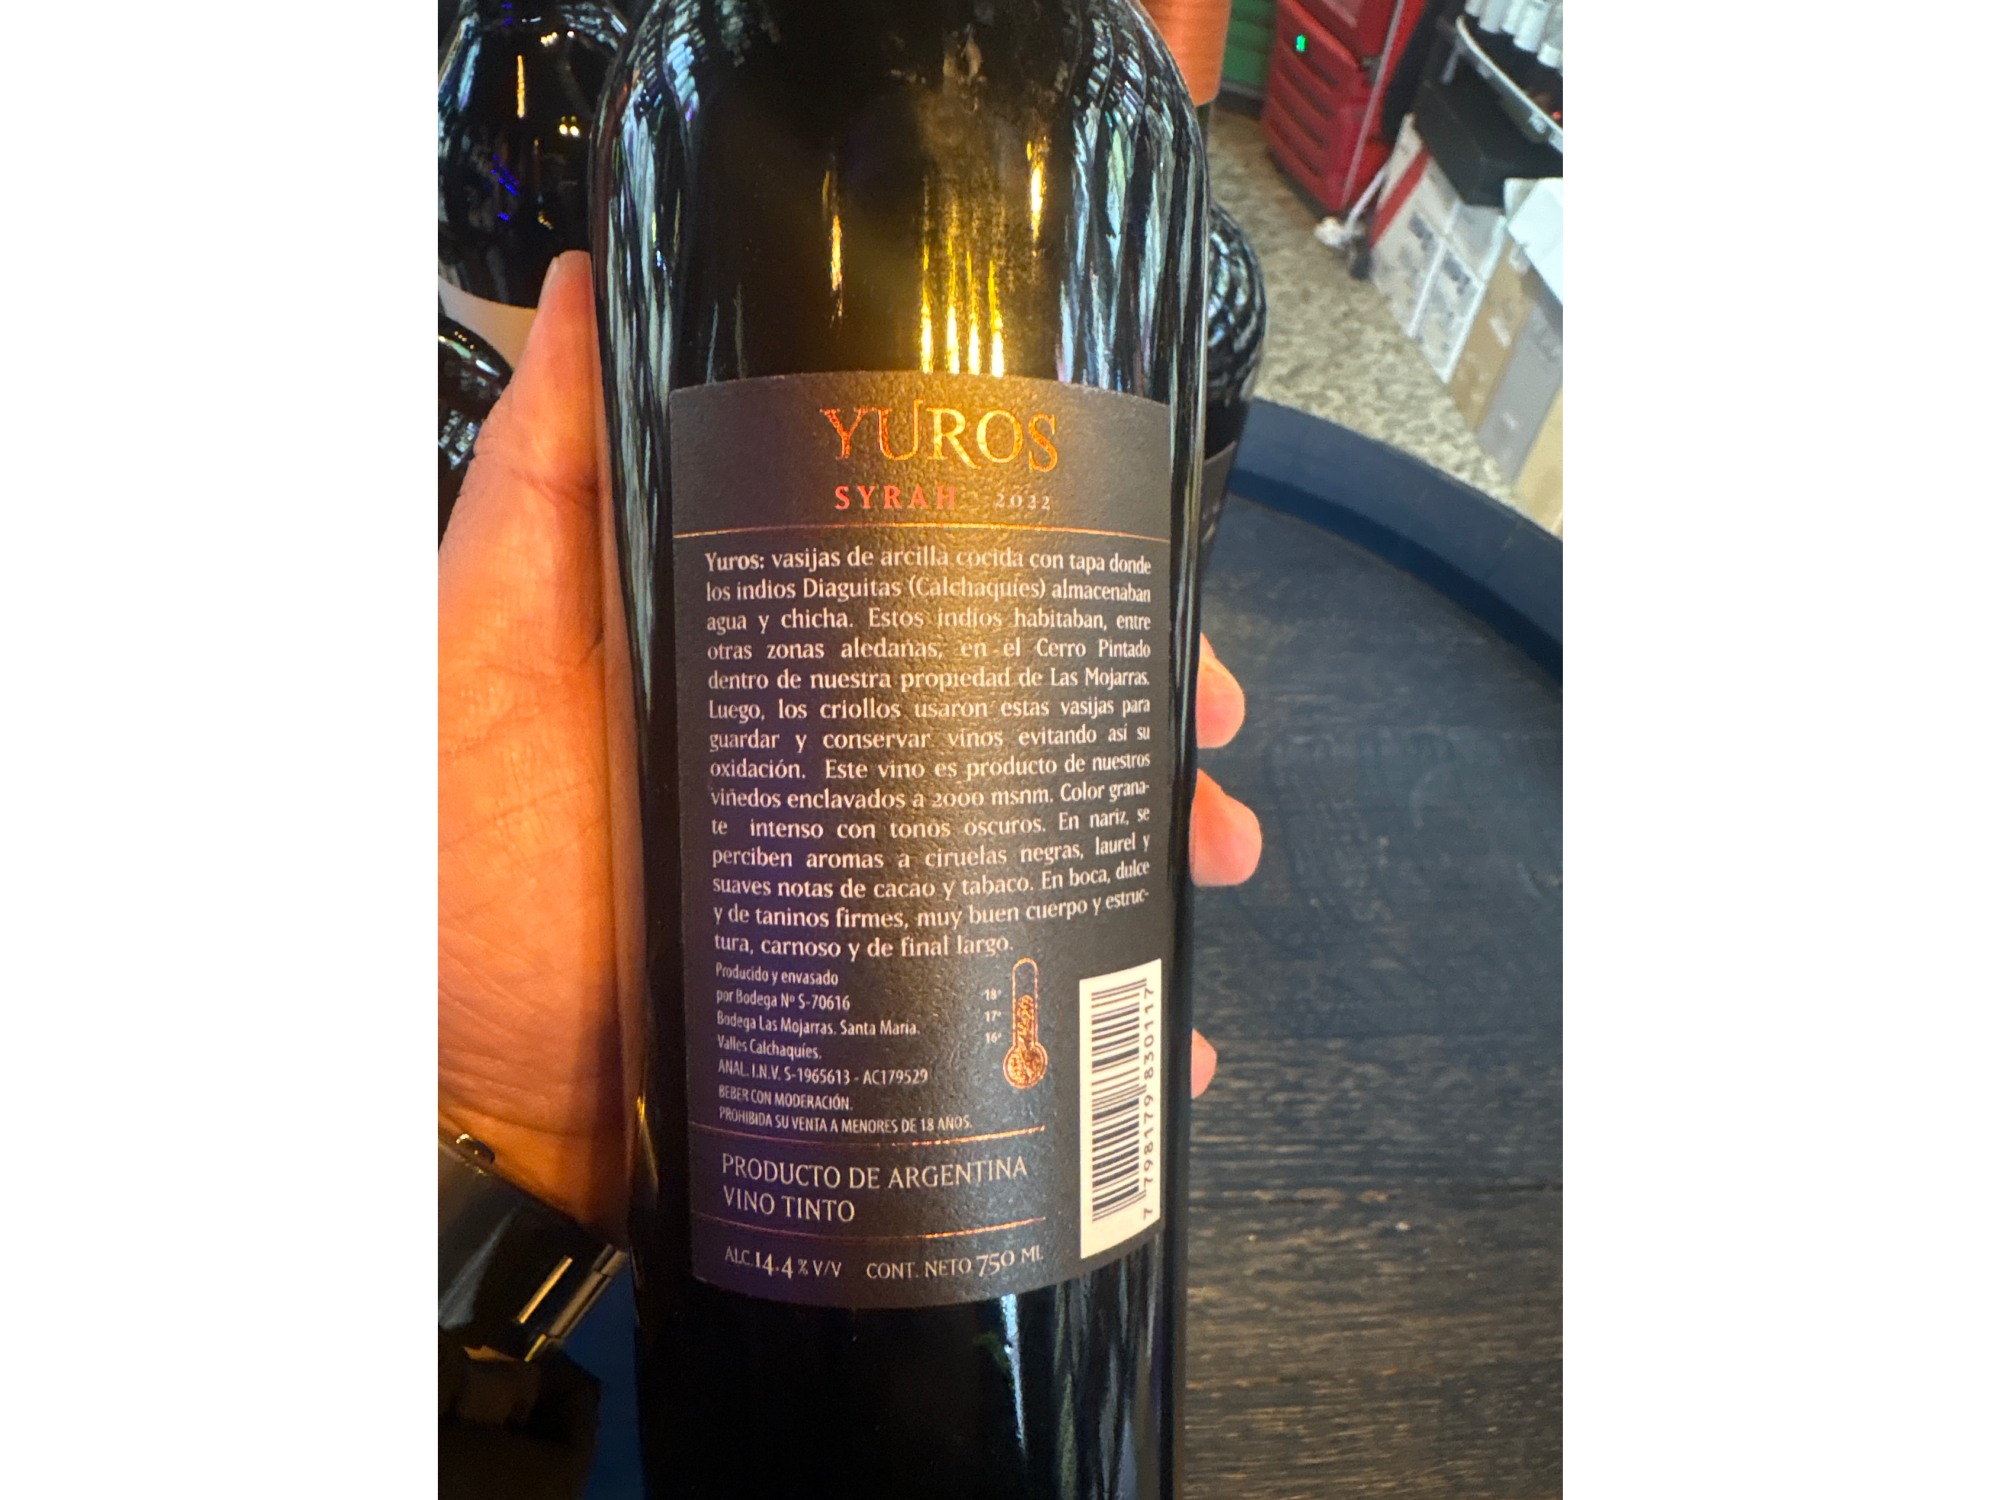 YUROS
SYRAH 2022
Yuros: vasijas de arcilla cocida con tapa donde
los indios Diaguitas (Calchaquíes) almacenaban
agua y chicha. Estos indios habitaban, entre
otras zonas aledañas, en el Cerro Pintado
dentro de nuestra propiedad de Las Mojarras.
Luego, los criollos usaron estas vasijas para
guardar y conservar vinos evitando así su
oxidación. Este vino es producto de nuestros
viñedos enclavados a 2000 msnm. Color grana-
te intenso con tonos oscuros. En nariz, se
perciben aromas a ciruelas negras, laurel y
suaves notas de cacao y tabaco. En boca, dulce
y de taninos firmes, muy buen cuerpo y estruc-
tura, carnoso y de final largo.
Producido y envasado
por Bodega Nº S-70616
Bodega Las Mojarras. Santa María.
Valles Calchaquíes.
ANAL. I.N.V. S-1965613 - AC179529
BEBER CON MODERACIÓN.
PROHIBIDA SU VENTA A MENORES DE 18 AÑOS.
18°
17°
16°
7 798179 830117
PRODUCTO DE ARGENTINA
VINO TINTO
ALC. 14.4 % V/V CONT. NETO 750 ML